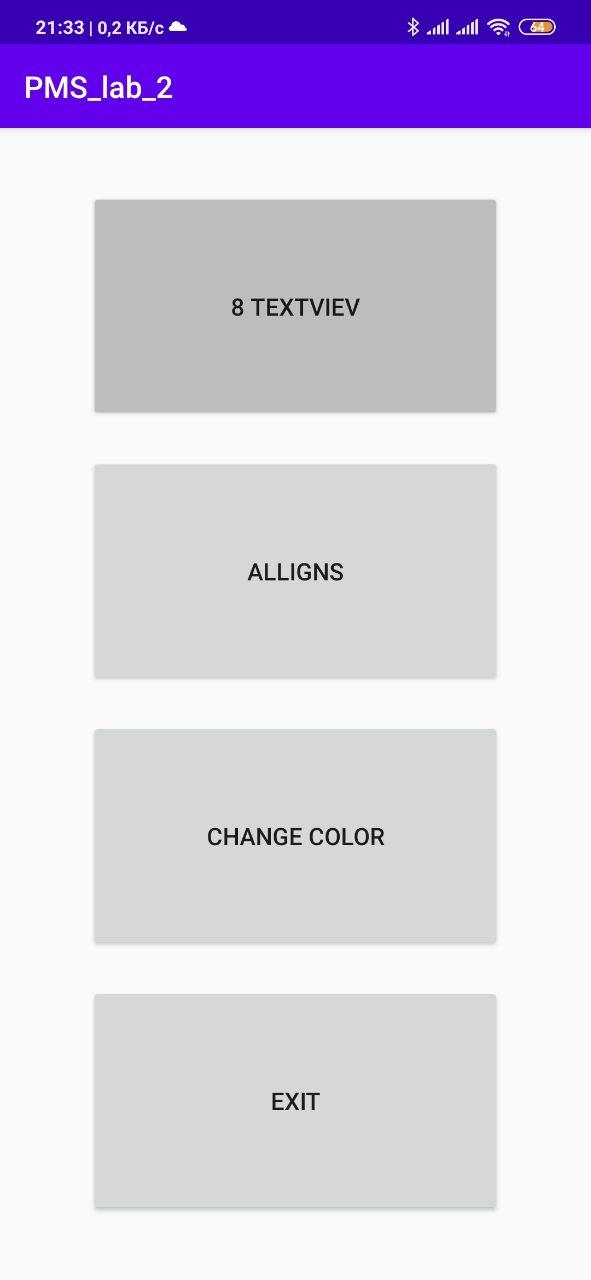 21:33 | 0,2 КБ/с 64
PMS_lab_2
8 TEXTVIEV
ALLIGNS
CHANGE COLOR
EXIT